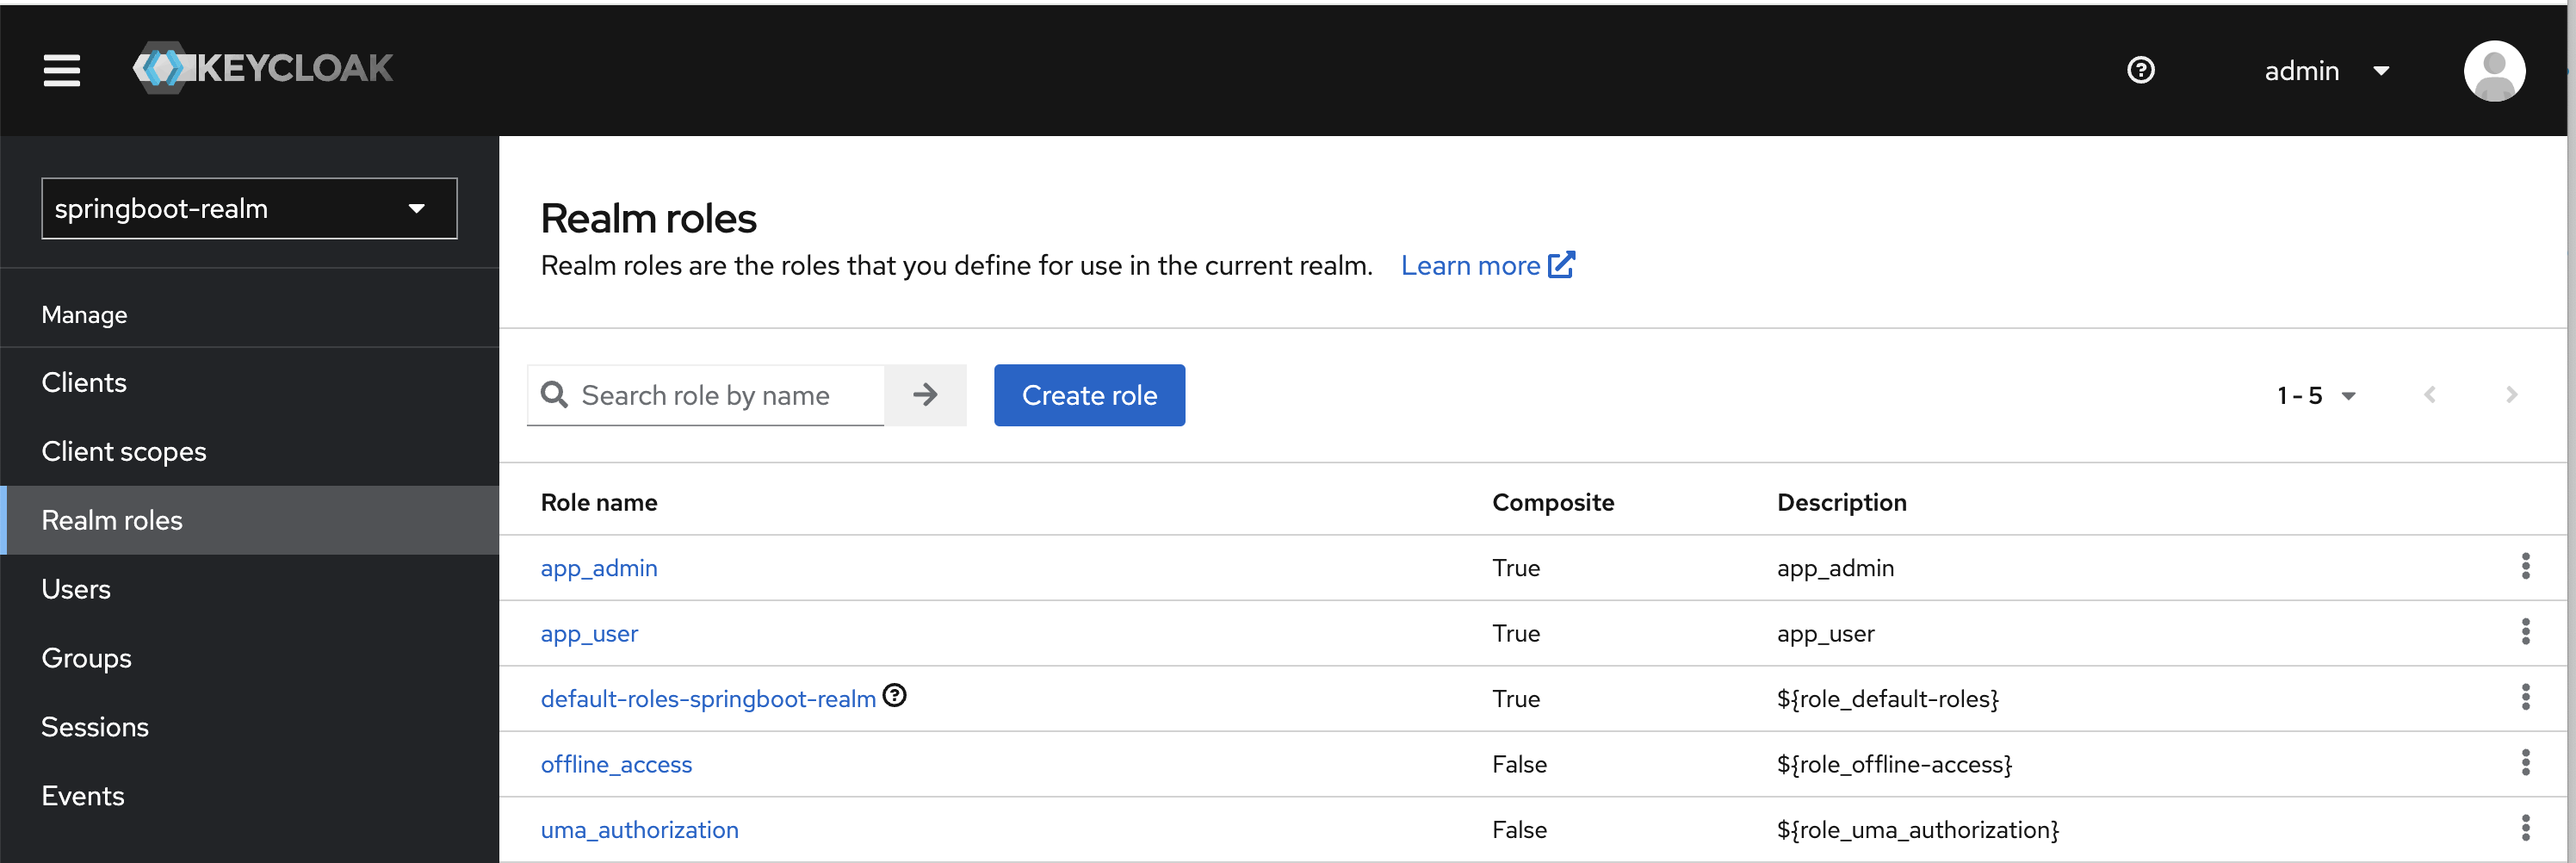 KEYCLOAK
admin
springboot-realm
Manage
Clients
Client scopes
Realm roles
Users
Groups
Sessions
Events
Realm roles
Realm roles are the roles that you define for use in the current realm. Learn more
Search role by name
Create role
1 - 5
Role name Composite Description
app_admin True app_admin
app_user True app_user
default-roles-springboot-realm True ${role_default-roles}
offline_access False ${role_offline-access}
uma_authorization False ${role_uma_authorization}